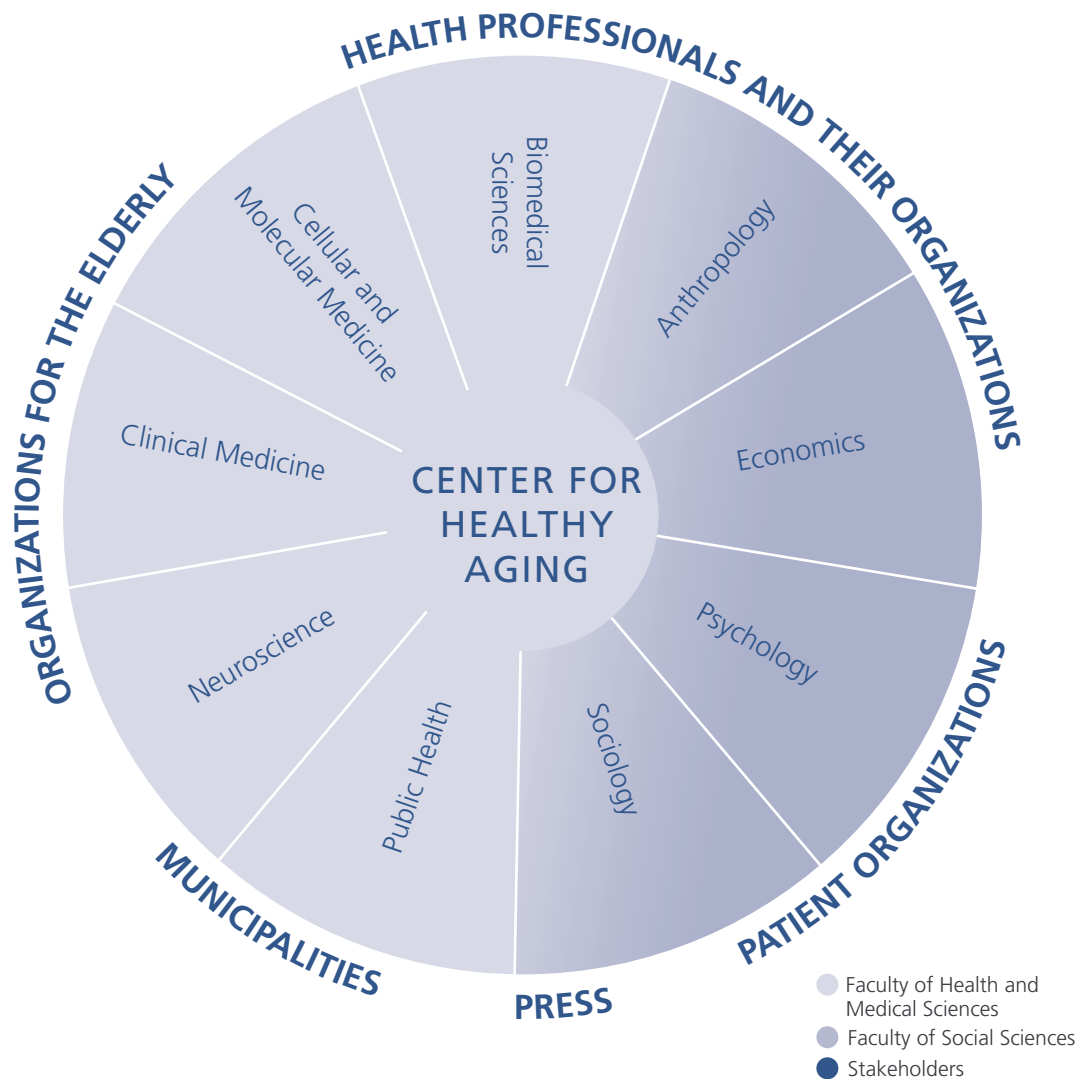 HEALTH PROFESSIONALS AND THEIR ORGANIZATIONS
ORGANIZATIONS FOR THE ELDERLY
Biomedical
Sciences
Anthropology
Cellular and
Molecular Medicine
Economics
Clinical Medicine
CENTER FOR
HEALTHY
AGING
Psychology
Neuroscience
Sociology
Public Health
PATIENT ORGANIZATIONS
MUNICIPALITIES
PRESS
Faculty of Health and
Medical Sciences
Faculty of Social Sciences
Stakeholders